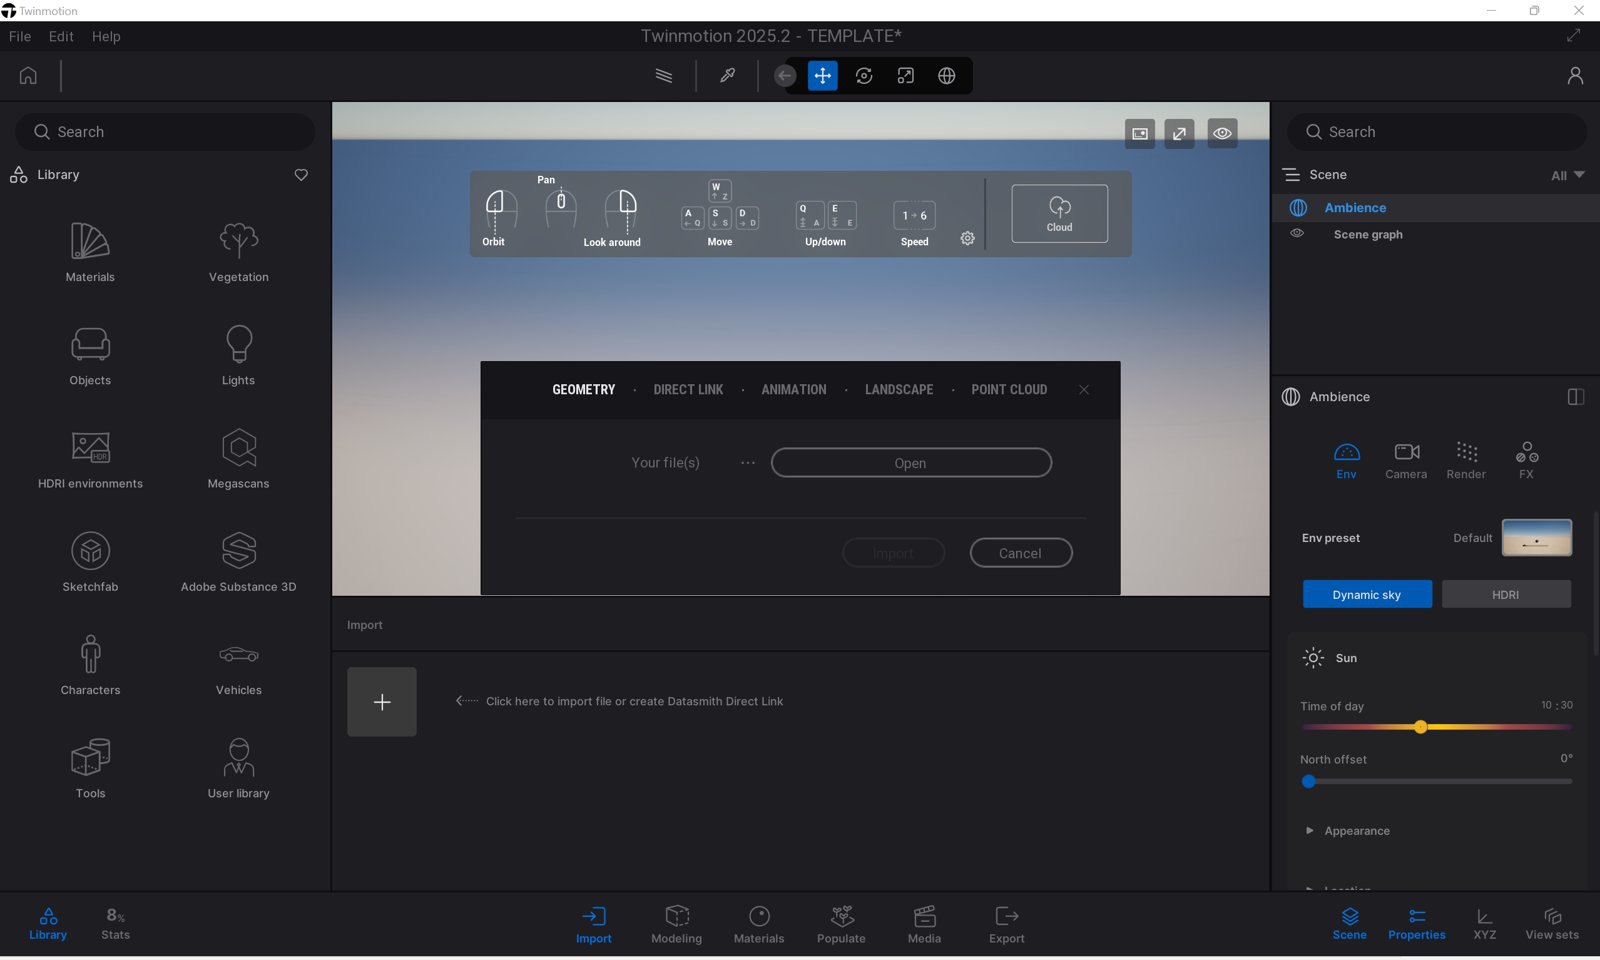 Twinmotion
File Edit Help
Twinmotion 2025.2 - TEMPLATE*
Search
Library
Materials
Vegetation
Objects
Lights
HDR
HDRI environments
Megascans
Sketchfab
Adobe Substance 3D
Characters
Vehicles
Tools
User library
Pan
Orbit
Look around
W
Z
A
Q
S
S
D
D
Move
Q
A
E
E
Up/down
1 → 6
Speed
Cloud
GEOMETRY · DIRECT LINK · ANIMATION · LANDSCAPE · POINT CLOUD
Your file(s) ... Open
Import
Cancel
Import
+
Click here to import file or create Datasmith Direct Link
Search
Scene
All
Ambience
Scene graph
Ambience
Env
Camera
Render
FX
Env preset
Default
Dynamic sky
HDRI
Sun
Time of day
10 : 30
North offset
0°
Appearance
Location
Library
8%
Stats
Import
Modeling
Materials
Populate
Media
Export
Scene
Properties
XYZ
View sets